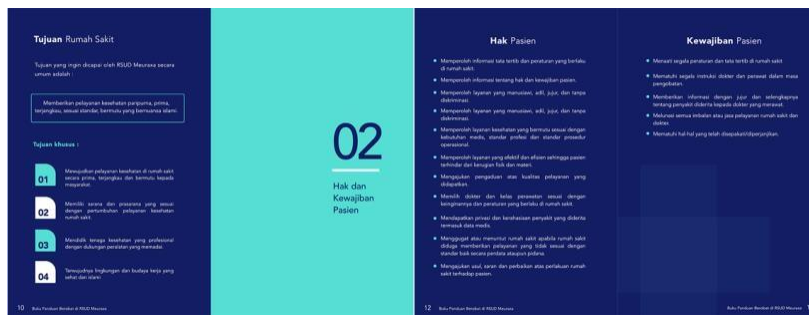 Tujuan Rumah Sakit
Tujuan yang ingin dicapai oleh RSUD Meuraxa secara
umum adalah :
Memberikan pelayanan kesehatan paripurna, prima,
terjangkau, sesuai standar, bermutu yang bernuansa islami.
Tujuan khusus :
01
Mewujudkan pelayanan kesehatan di rumah sakit
secara prima, terjangkau dan bermutu kepada
masyarakat.
02
Memiliki sarana dan prasarana yang sesuai
dengan pertumbuhan pelayanan kesehatan
rumah sakit.
03
Mendidik tenaga kesehatan yang profesional
dengan dukungan peralatan yang memadai.
04
Terwujudnya lingkungan dan budaya kerja yang
sehat dan islami
10 Buku Panduan Berobat di RSUD Meuraxa
02
Hak dan
Kewajiban
Pasien
Hak Pasien
Memperoleh informasi tata tertib dan peraturan yang berlaku
di rumah sakit.
Memperoleh informasi tentang hak dan kewajiban pasien.
Memperoleh layanan yang manusiawi, adil, jujur, dan tanpa
diskriminasi.
Memperoleh layanan yang manusiawi, adil, jujur, dan tanpa
diskriminasi.
Memperoleh layanan kesehatan yang bermutu sesuai dengan
kebutuhan medis, standar profesi dan standar prosedur
operasional.
Memperoleh layanan yang efektif dan efisien sehingga pasien
terhindar dari kerugian fisik dan materi.
Mengajukan pengaduan atas kualitas pelayanan yang
didapatkan.
Memilih dokter dan kelas perawatan sesuai dengan
keinginannya dan peraturan yang berlaku di rumah sakit.
Mendapatkan privasi dan kerahasiaan penyakit yang diderita
termasuk data medis.
Menggugat atau menuntut rumah sakit apabila rumah sakit
diduga memberikan pelayanan yang tidak sesuai dengan
standar baik secara perdata ataupun pidana.
Mengajukan usul, saran dan perbaikan atas perlakuan rumah
sakit terhadap pasien.
12 Buku Panduan Berobat di RSUD Meuraxa
Kewajiban Pasien
Menaati segala peraturan dan tata tertib di rumah sakit
Mematuhi segala instruksi dokter dan perawat dalam masa
pengobatan.
Memberikan informasi dengan jujur dan selengkapnya
tentang penyakit diderita kepada dokter yang merawat.
Melunasi semua imbalan atau jasa pelayanan rumah sakit dan
dokter.
Mematuhi hal-hal yang telah disepakati/diperjanjikan.
Buku Panduan Berobat di RSUD Meuraxa